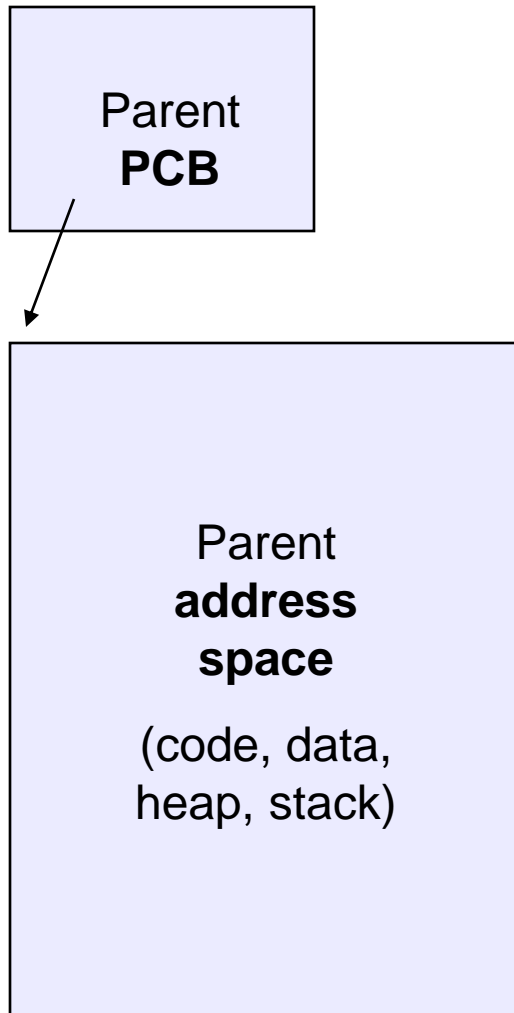 Parent
PCB
Parent
address
space
(code, data,
heap, stack)